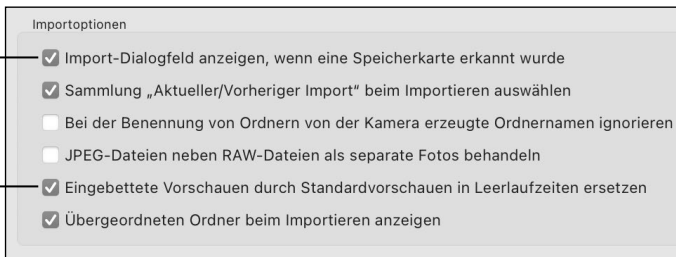 Importoptionen
Import-Dialogfeld anzeigen, wenn eine Speicherkarte erkannt wurde
Sammlung „Aktueller/Vorheriger Import“ beim Importieren auswählen
Bei der Benennung von Ordnern von der Kamera erzeugte Ordnernamen ignorieren
JPEG-Dateien neben RAW-Dateien als separate Fotos behandeln
Eingebettete Vorschauen durch Standardvorschauen in Leerlaufzeiten ersetzen
Übergeordneten Ordner beim Importieren anzeigen